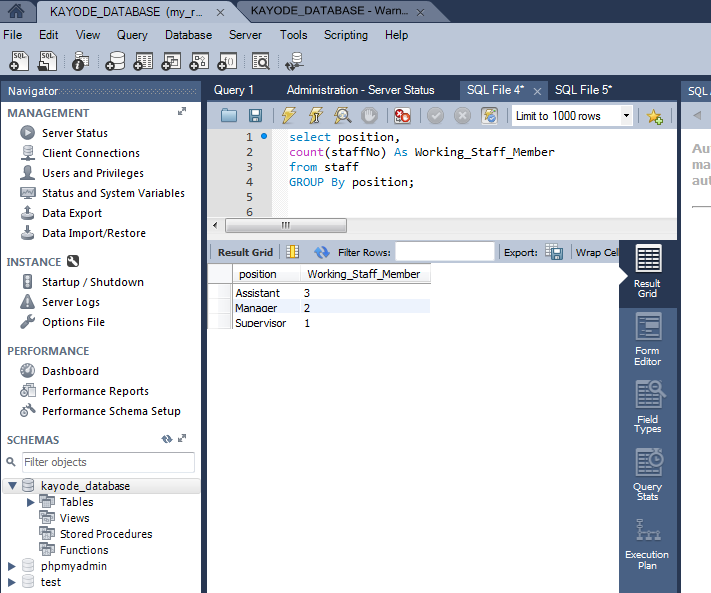 KAYODE_DATABASE (my_r...
KAYODE_DATABASE - Warn...
File Edit View Query Database Server Tools Scripting Help
Navigator
MANAGEMENT
Server Status
Client Connections
Users and Privileges
Status and System Variables
Data Export
Data Import/Restore
INSTANCE
Startup / Shutdown
Server Logs
Options File
PERFORMANCE
Dashboard
Performance Reports
Performance Schema Setup
SCHEMAS
Filter objects
kayode_database
Tables
Views
Stored Procedures
Functions
phpmyadmin
test
Query 1 Administration - Server Status SQL File 4* SQL File 5*
Limit to 1000 rows
1 select position,
2 count(staffNo) As Working_Staff_Member
3 from staff
4 GROUP By position;
5
6
Result Grid Filter Rows: Export: Wrap Cel
position Working_Staff_Member
Assistant 3
Manager 2
Supervisor 1
Result
Grid
Form
Editor
Field
Types
Query
Stats
Execution
Plan
SQL
Au
ma
aut